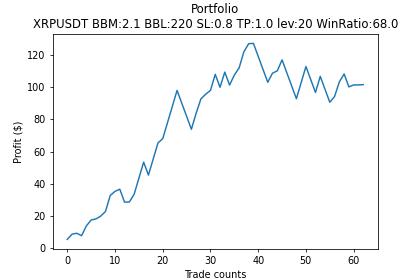 Portfolio
XRPUSDT BBM:2.1 BBL:220 SL:0.8 TP:1.0 lev:20 WinRatio:68.0
Profit ($)
120
100
80
60
40
20
0
0 10 20 30 40 50 60
Trade counts